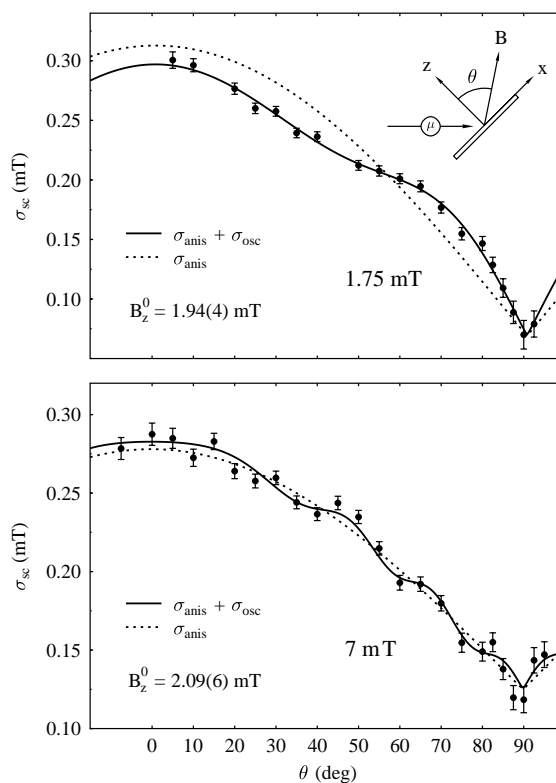 0.30
0.25
0.20
0.15
0.10
σsc (mT)
z
θ
B
x
μ
σanis + σosc
σanis
1.75 mT
B⁰z = 1.94(4) mT
0.30
0.25
0.20
0.15
0.10
σsc (mT)
σanis + σosc
σanis
7 mT
B⁰z = 2.09(6) mT
0 10 20 30 40 50 60 70 80 90
θ (deg)